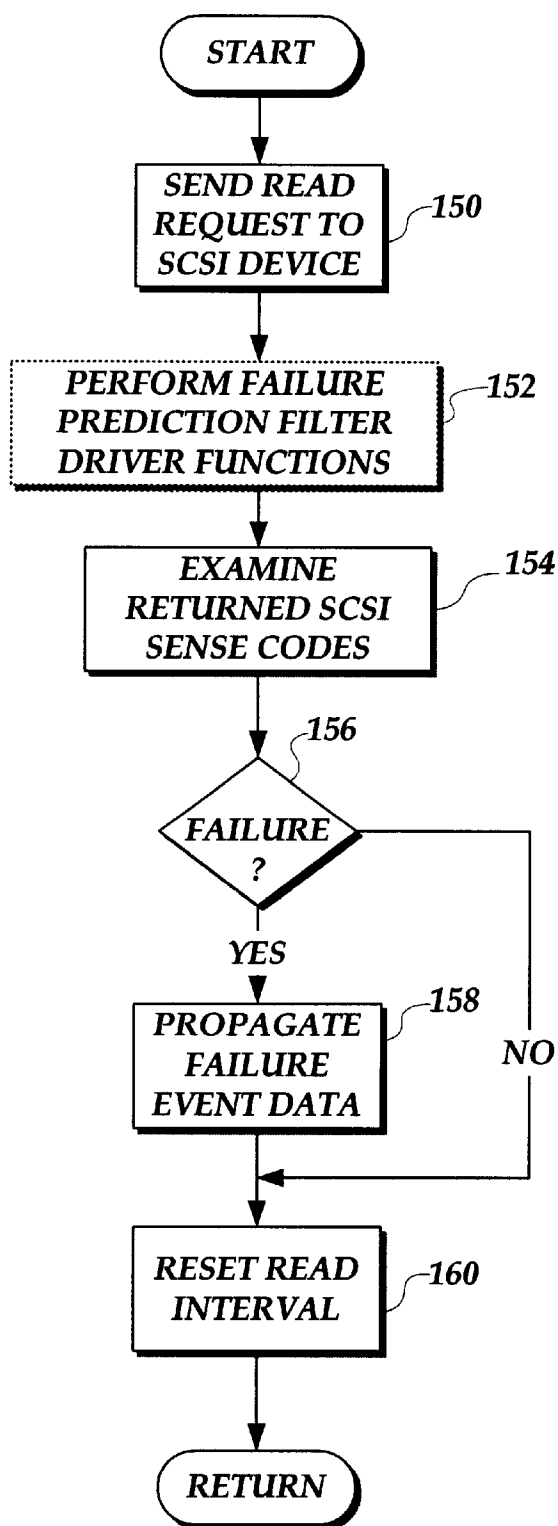 START
SEND READ
REQUEST TO
SCSI DEVICE
150
PERFORM FAILURE
PREDICTION FILTER
DRIVER FUNCTIONS
152
EXAMINE
RETURNED SCSI
SENSE CODES
154
156
FAILURE
?
YES
NO
PROPAGATE
FAILURE
EVENT DATA
158
RESET READ
INTERVAL
160
RETURN